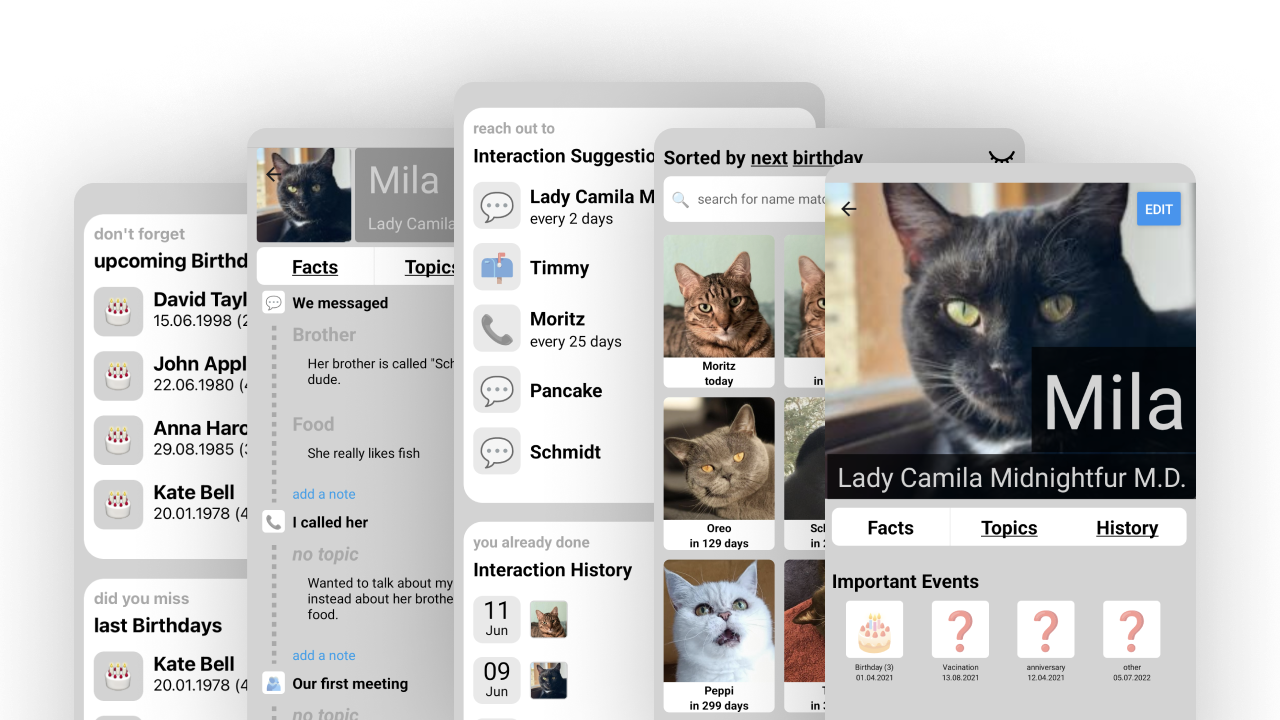 don't forget
upcoming Birthd
David Tayl
15.06.1998 (2
John Appl
22.06.1980 (4
Anna Haro
29.08.1985 (3
Kate Bell
20.01.1978 (4
did you miss
last Birthdays
Kate Bell
20.01.1978 (4
Mila
Lady Camila
Facts
Topics
We messaged
Brother
Her brother is called "Sch
dude.
Food
She really likes fish
add a note
I called her
no topic
Wanted to talk about my
instead about her brothe
food.
add a note
Our first meeting
no topic
reach out to
Interaction Suggestio
Lady Camila M
every 2 days
Timmy
Moritz
every 25 days
Pancake
Schmidt
you already done
Interaction History
11
Jun
09
Jun
Sorted by next birthday
search for name matc
Moritz
today
in
Oreo
in 129 days
Sch
in 2
Peppi
in 299 days
T
in 3
EDIT
Mila
Lady Camila Midnightfur M.D.
Facts
Topics
History
Important Events
Birthday (3)
01.04.2021
Vacination
13.08.2021
anniversary
12.04.2021
other
05.07.2022